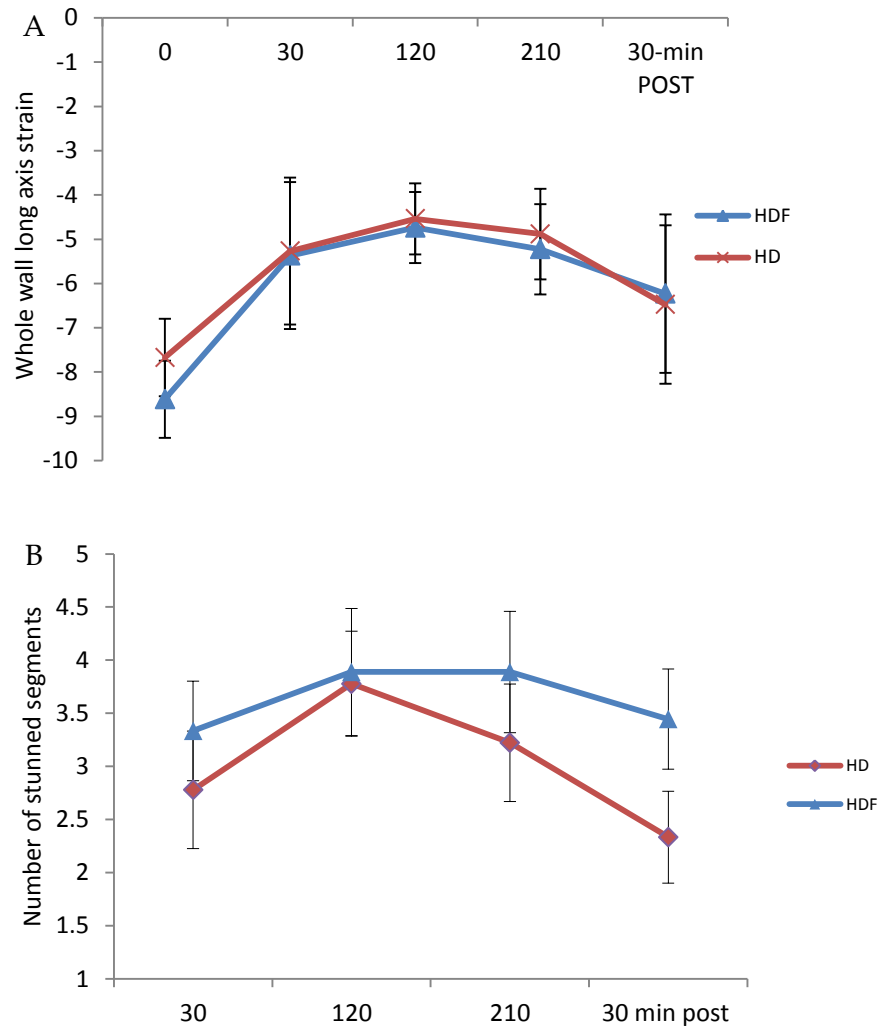 A
0
-1
-2
-3
-4
-5
-6
-7
-8
-9
-10
Whole wall long axis strain
0 30 120 210 30-min
POST
HDF
HD
B
5
4.5
4
3.5
3
2.5
2
1.5
1
Number of stunned segments
30 120 210 30 min post
HD
HDF